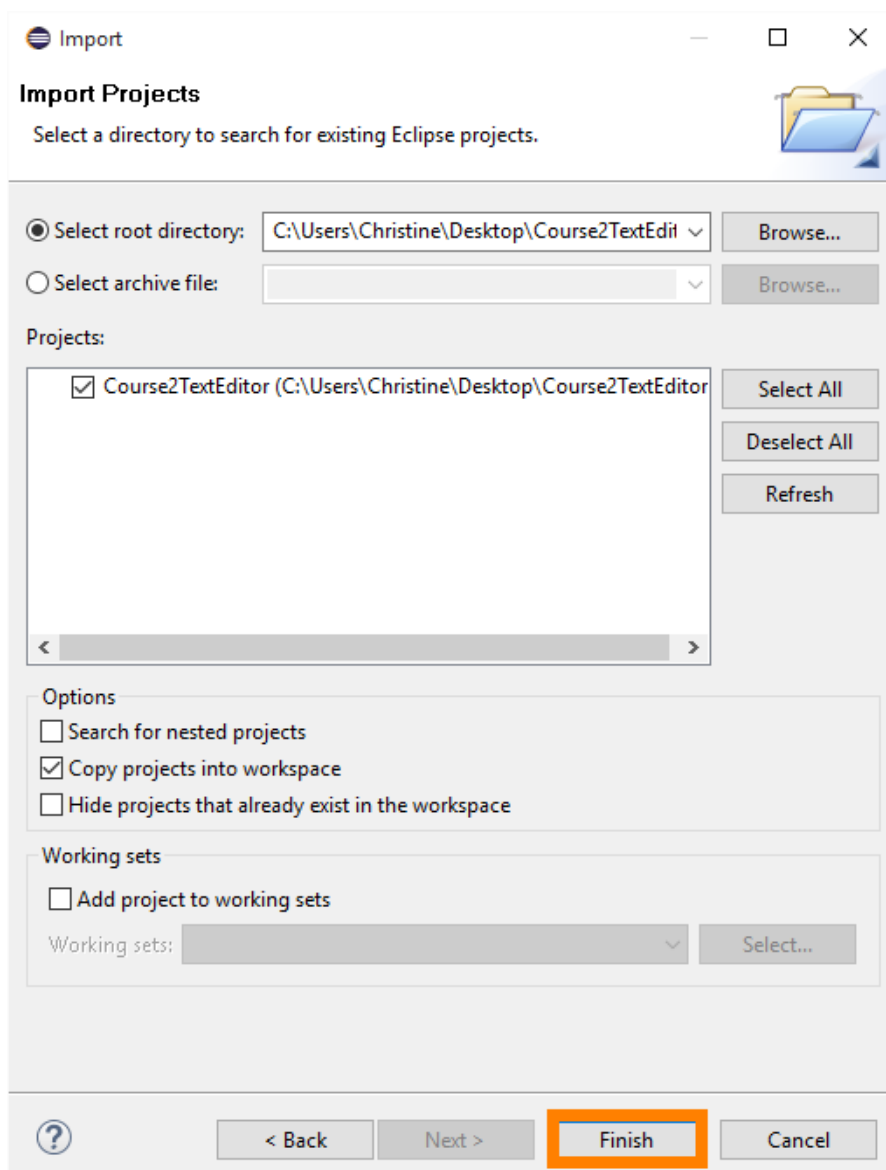 Import
Import Projects
Select a directory to search for existing Eclipse projects.
Select root directory: C:\Users\Christine\Desktop\Course2TextEdit Browse...
Select archive file: Browse...
Projects:
Course2TextEditor (C:\Users\Christine\Desktop\Course2TextEditor Select All
Deselect All
Refresh
Options
Search for nested projects
Copy projects into workspace
Hide projects that already exist in the workspace
Working sets
Add project to working sets
Working sets: Select...
? < Back Next > Finish Cancel